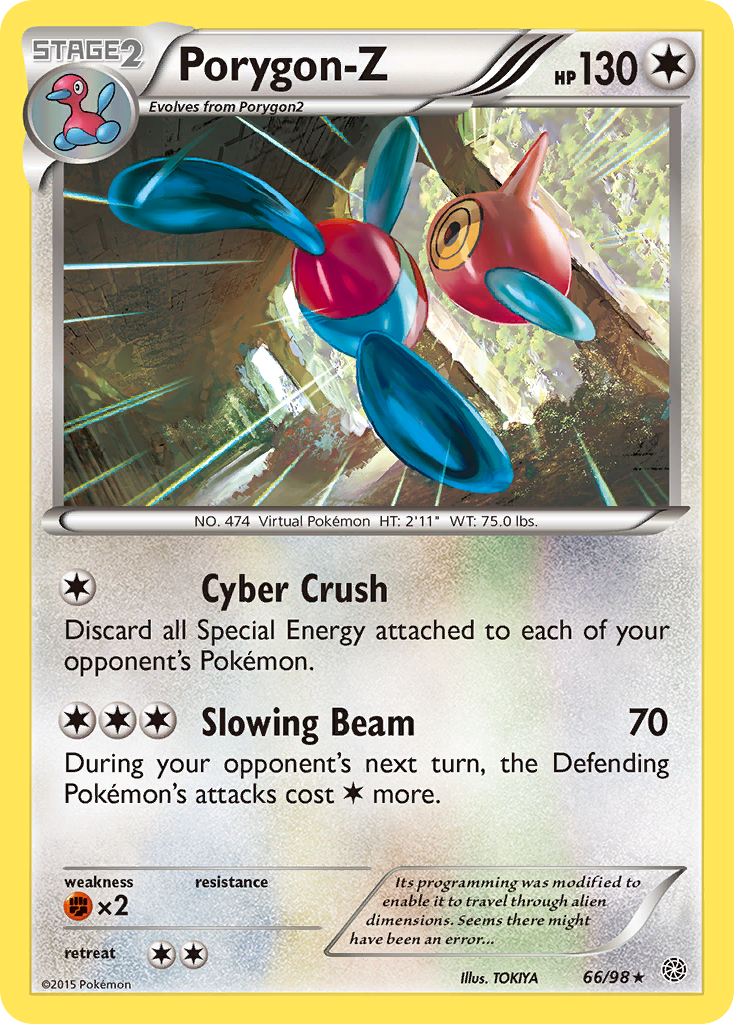 STAGE2
Porygon-Z
HP130
Evolves from Porygon2
NO. 474 Virtual Pokémon HT: 2'11" WT: 75.0 lbs.
Cyber Crush
Discard all Special Energy attached to each of your
opponent's Pokémon.
Slowing Beam 70
During your opponent's next turn, the Defending
Pokémon's attacks cost more.
weakness resistance
×2
retreat
Its programming was modified to
enable it to travel through alien
dimensions. Seems there might
have been an error...
©2015 Pokémon
Illus. TOKIYA
66/98★